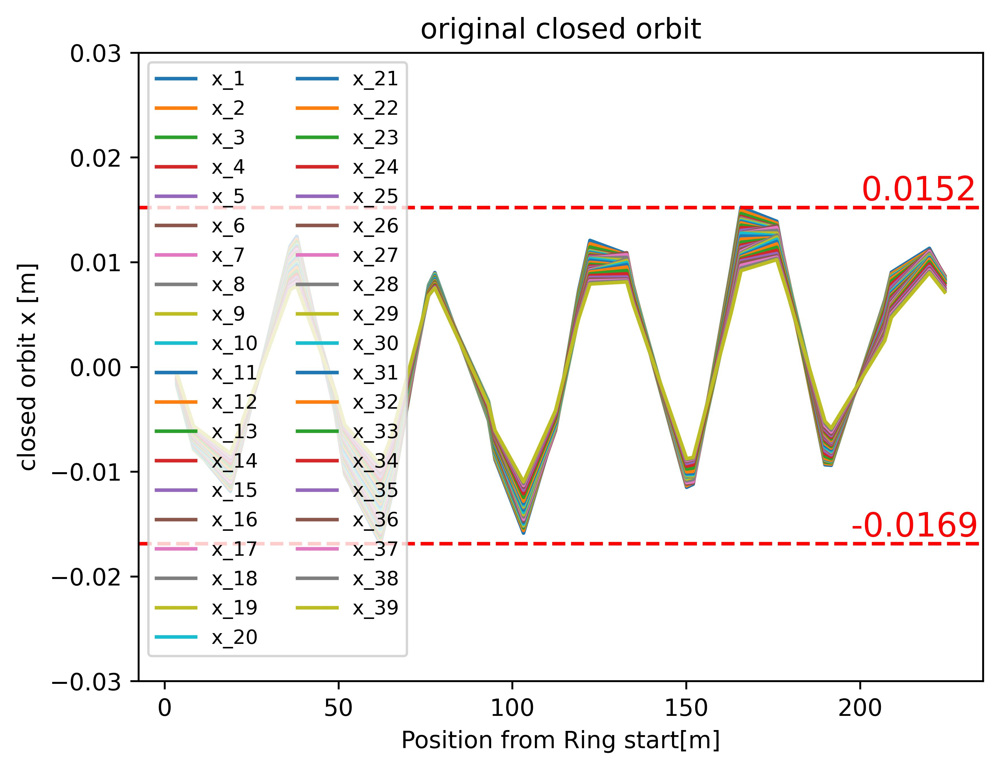 original closed orbit
0.03
0.02
0.01
0.00
−0.01
−0.02
−0.03
closed orbit x [m]
x_1
x_2
x_3
x_4
x_5
x_6
x_7
x_8
x_9
x_10
x_11
x_12
x_13
x_14
x_15
x_16
x_17
x_18
x_19
x_20
x_21
x_22
x_23
x_24
x_25
x_26
x_27
x_28
x_29
x_30
x_31
x_32
x_33
x_34
x_35
x_36
x_37
x_38
x_39
0.0152
-0.0169
0
50
100
150
200
Position from Ring start[m]